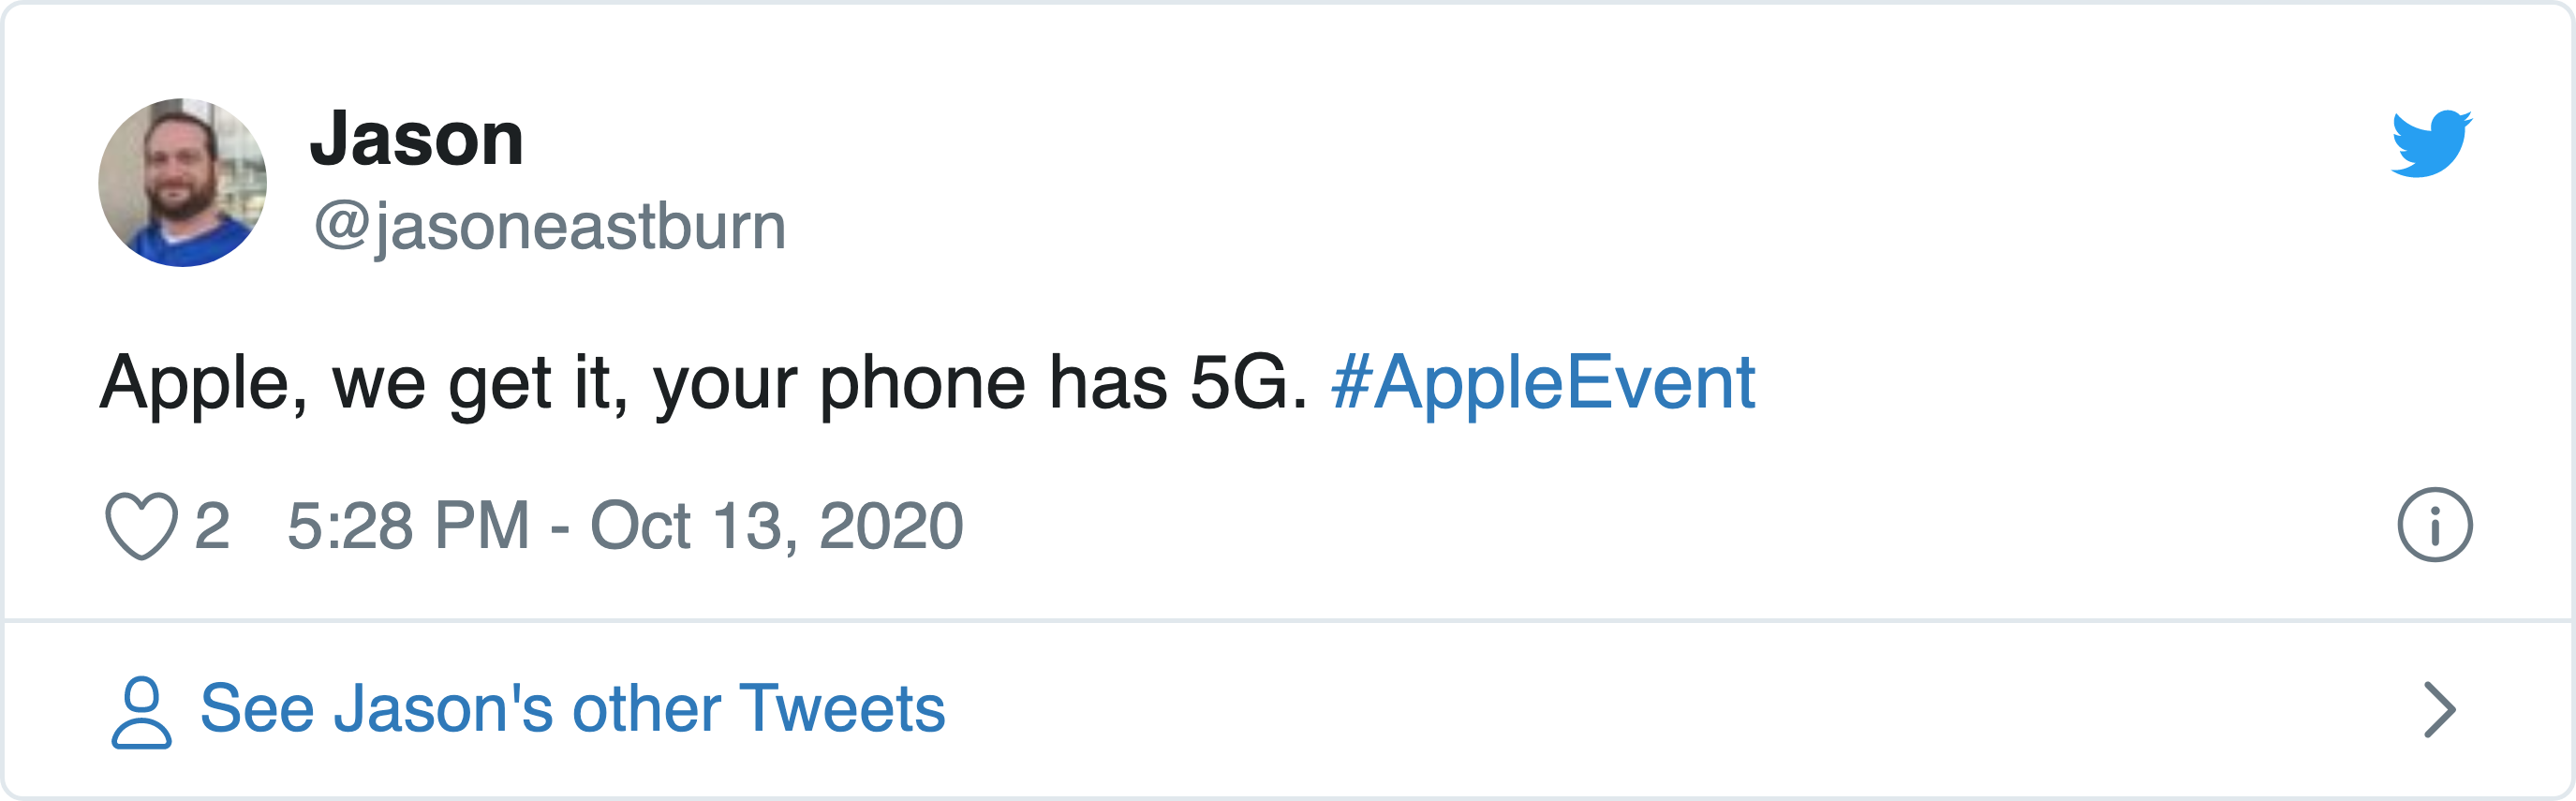 Jason
@jasoneastburn
Apple, we get it, your phone has 5G. #AppleEvent
2 5:28 PM - Oct 13, 2020
See Jason's other Tweets